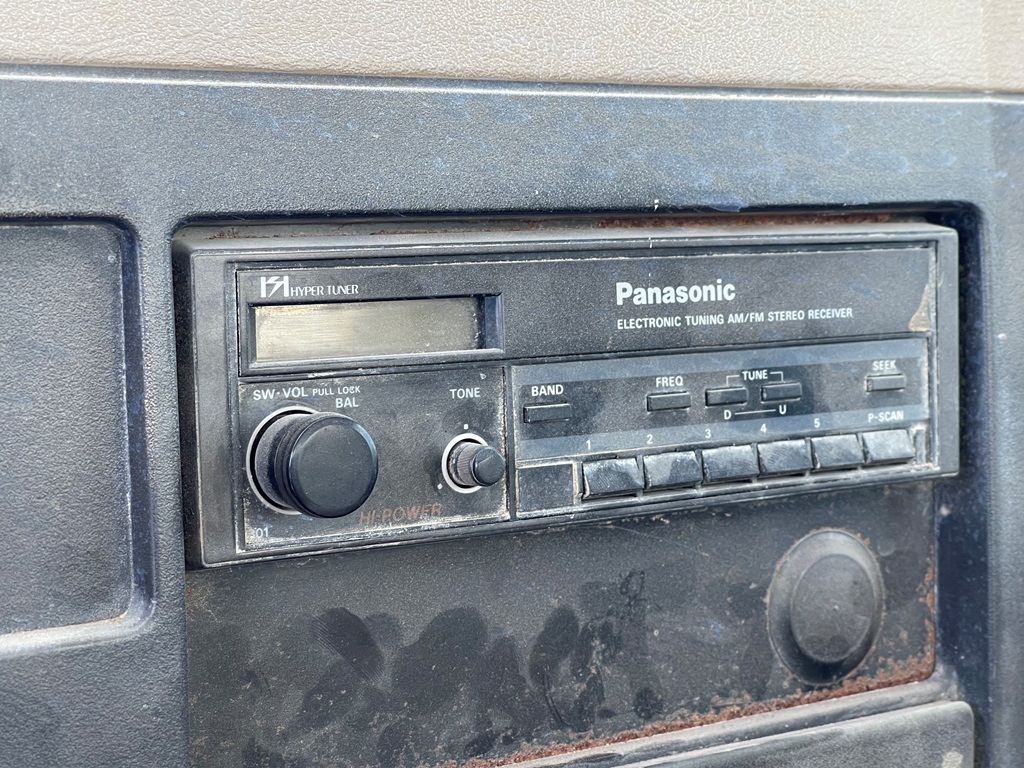 HYPER TUNER
Panasonic
ELECTRONIC TUNING AM/FM STEREO RECEIVER
SW·VOL PULL LOCK
BAL
TONE
BAND
FREQ
TUNE
D U
SEEK
1 2 3 4 5 P-SCAN
HI-POWER